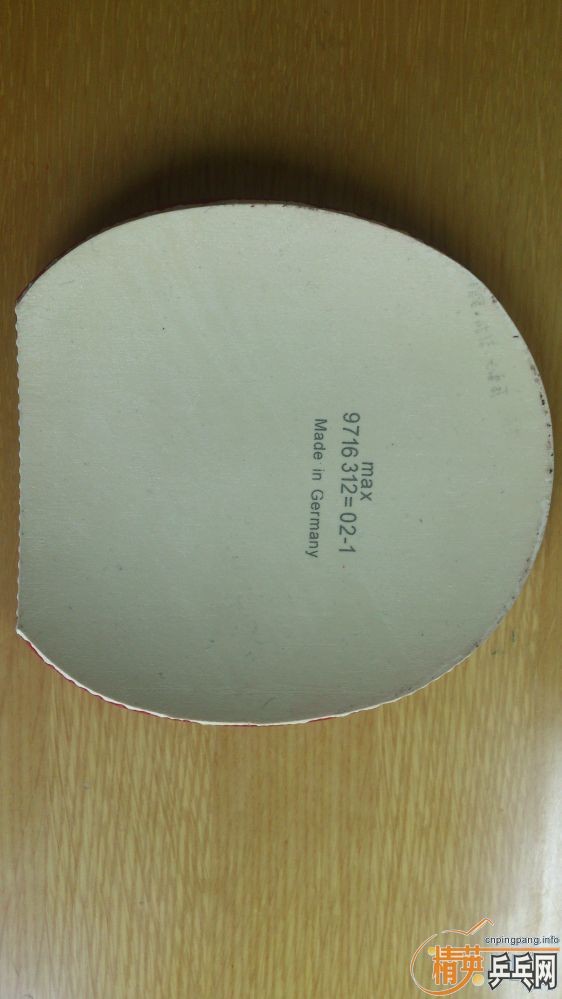 max
9716 312=02-1
Made in Germany
cnpingpang.info
精英乒乓网